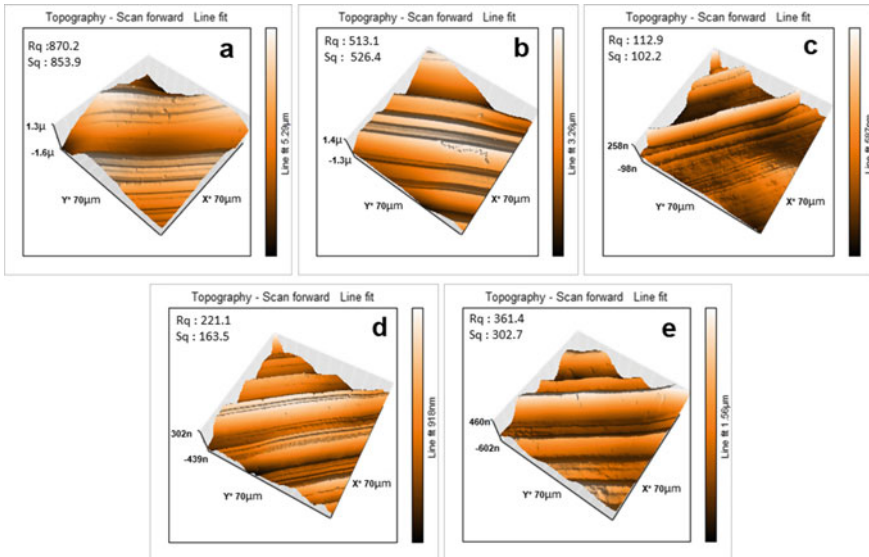 Topography - Scan forward Line fit
Rq :870.2
Sq :853.9
a
1.3µ
-1.6µ
Y* 70µm
X* 70µm
Line fit 5.29µm
Topography - Scan forward Line fit
Rq : 513.1
Sq : 526.4
b
1.4µ
-1.3µ
Y* 70µm
X* 70µm
Line fit 3.26µm
Topography - Scan forward Line fit
Rq : 112.9
Sq : 102.2
c
258n
-98n
Y* 70µm
X* 70µm
Line fit
Topography - Scan forward Line fit
Rq : 221.1
Sq : 163.5
d
302n
-439n
Y* 70µm
X* 70µm
Line fit 918nm
Topography - Scan forward Line fit
Rq : 361.4
Sq : 302.7
e
460n
-602n
Y* 70µm
X* 70µm
Line fit 1.56µm